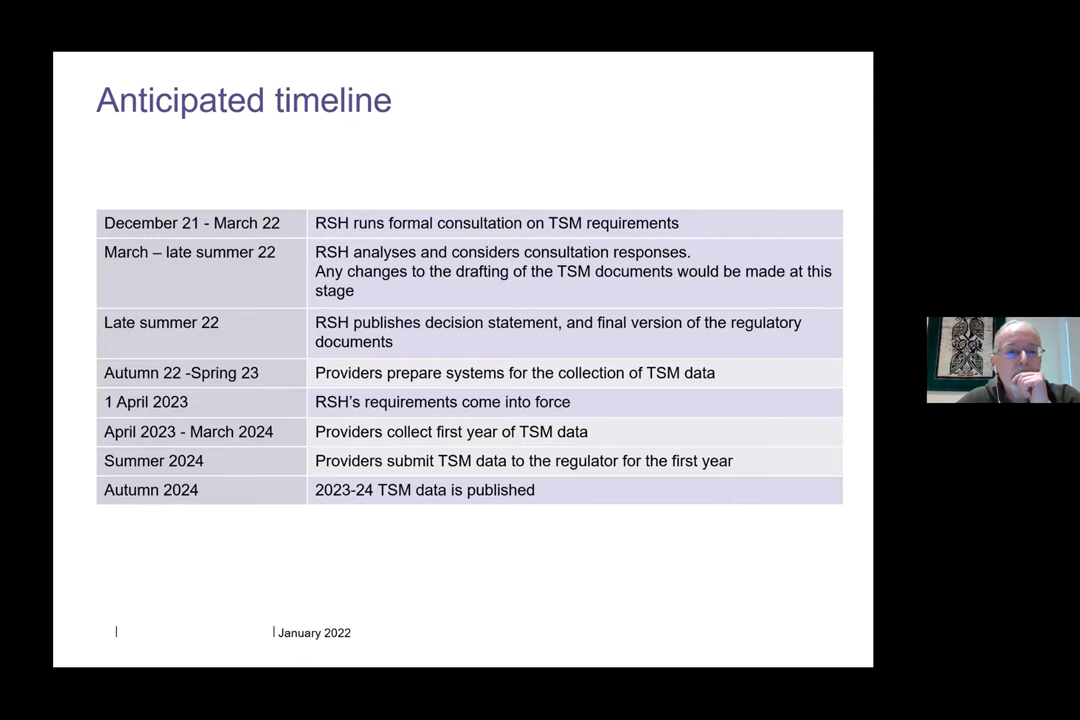 Anticipated timeline
December 21 - March 22 RSH runs formal consultation on TSM requirements
March – late summer 22 RSH analyses and considers consultation responses.
Any changes to the drafting of the TSM documents would be made at this
stage
Late summer 22 RSH publishes decision statement, and final version of the regulatory
documents
Autumn 22 -Spring 23 Providers prepare systems for the collection of TSM data
1 April 2023 RSH’s requirements come into force
April 2023 - March 2024 Providers collect first year of TSM data
Summer 2024 Providers submit TSM data to the regulator for the first year
Autumn 2024 2023-24 TSM data is published
| | January 2022